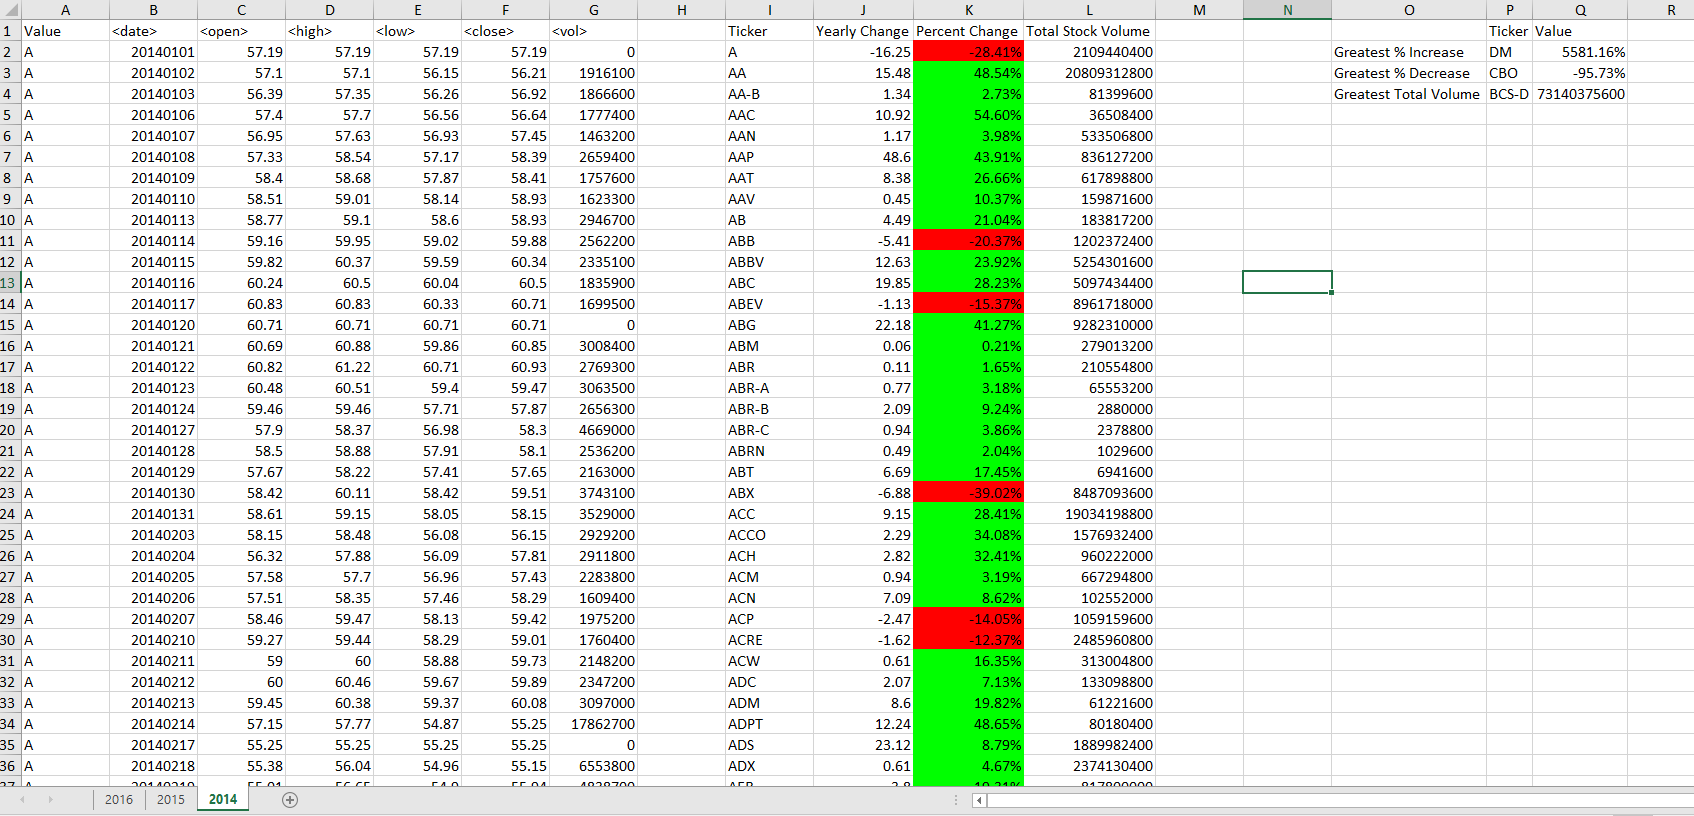 A B C D E F G H I J K L M N O P Q R
1 Value <date> <open> <high> <low> <close> <vol> Ticker Yearly Change Percent Change Total Stock Volume Ticker Value
2 A 20140101 57.19 57.19 57.19 57.19 0 A -16.25 -28.41% 2109440400 Greatest % Increase DM 5581.16%
3 A 20140102 57.1 57.1 56.15 56.21 1916100 AA 15.48 48.54% 20809312800 Greatest % Decrease CBO -95.73%
4 A 20140103 56.39 57.35 56.26 56.92 1866600 AA-B 1.34 2.73% 81399600 Greatest Total Volume BCS-D 73140375600
5 A 20140106 57.4 57.7 56.56 56.64 1777400 AAC 10.92 54.60% 36508400
6 A 20140107 56.95 57.63 56.93 57.45 1463200 AAN 1.17 3.98% 533506800
7 A 20140108 57.33 58.54 57.17 58.39 2659400 AAP 48.6 43.91% 836127200
8 A 20140109 58.4 58.68 57.87 58.41 1757600 AAT 8.38 26.66% 617898800
9 A 20140110 58.51 59.01 58.14 58.93 1623300 AAV 0.45 10.37% 159871600
10 A 20140113 58.77 59.1 58.6 58.93 2946700 AB 4.49 21.04% 183817200
11 A 20140114 59.16 59.95 59.02 59.88 2562200 ABB -5.41 -20.37% 1202372400
12 A 20140115 59.82 60.37 59.59 60.34 2335100 ABBV 12.63 23.92% 5254301600
13 A 20140116 60.24 60.5 60.04 60.5 1835900 ABC 19.85 28.23% 5097434400
14 A 20140117 60.83 60.83 60.33 60.71 1699500 ABEV -1.13 -15.37% 8961718000
15 A 20140120 60.71 60.71 60.71 60.71 0 ABG 22.18 41.27% 9282310000
16 A 20140121 60.69 60.88 59.86 60.85 3008400 ABM 0.06 0.21% 279013200
17 A 20140122 60.82 61.22 60.71 60.93 2769300 ABR 0.11 1.65% 210554800
18 A 20140123 60.48 60.51 59.4 59.47 3063500 ABR-A 0.77 3.18% 65553200
19 A 20140124 59.46 59.46 57.71 57.87 2656300 ABR-B 2.09 9.24% 2880000
20 A 20140127 57.9 58.37 56.98 58.3 4669000 ABR-C 0.94 3.86% 2378800
21 A 20140128 58.5 58.88 57.91 58.1 2536200 ABRN 0.49 2.04% 1029600
22 A 20140129 57.67 58.22 57.41 57.65 2163000 ABT 6.69 17.45% 6941600
23 A 20140130 58.42 60.11 58.42 59.51 3743100 ABX -6.88 -39.02% 8487093600
24 A 20140131 58.61 59.15 58.05 58.15 3529000 ACC 9.15 28.41% 19034198800
25 A 20140203 58.15 58.48 56.08 56.15 2929200 ACCO 2.29 34.08% 1576932400
26 A 20140204 56.32 57.88 56.09 57.81 2911800 ACH 2.82 32.41% 960222000
27 A 20140205 57.58 57.7 56.96 57.43 2283800 ACM 0.94 3.19% 667294800
28 A 20140206 57.51 58.35 57.46 58.29 1609400 ACN 7.09 8.62% 102552000
29 A 20140207 58.46 59.47 58.13 59.42 1975200 ACP -2.47 -14.05% 1059159600
30 A 20140210 59.27 59.44 58.29 59.01 1760400 ACRE -1.62 -12.37% 2485960800
31 A 20140211 59 60 58.88 59.73 2148200 ACW 0.61 16.35% 313004800
32 A 20140212 60 60.46 59.67 59.89 2347200 ADC 2.07 7.13% 133098800
33 A 20140213 59.45 60.38 59.37 60.08 3097000 ADM 8.6 19.82% 61221600
34 A 20140214 57.15 57.77 54.87 55.25 17862700 ADPT 12.24 48.65% 80180400
35 A 20140217 55.25 55.25 55.25 55.25 0 ADS 23.12 8.79% 1889982400
36 A 20140218 55.38 56.04 54.96 55.15 6553800 ADX 0.61 4.67% 2374130400
2016 2015 2014